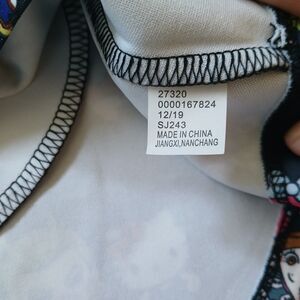 27320
0000167824
12/19
SJ243
MADE IN CHINA
JIANGXI,NANCHANG